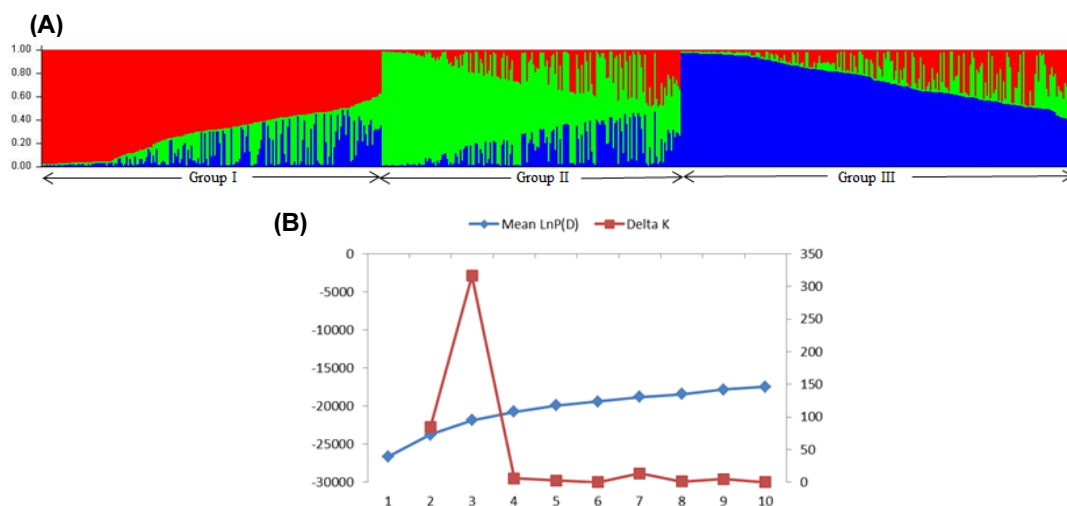 (A)
1.00
0.80
0.60
0.40
0.20
0.00
Group I
Group II
Group III
(B)
Mean LnP(D)
Delta K
0
-5000
-10000
-15000
-20000
-25000
-30000
350
300
250
200
150
100
50
0
1 2 3 4 5 6 7 8 9 10